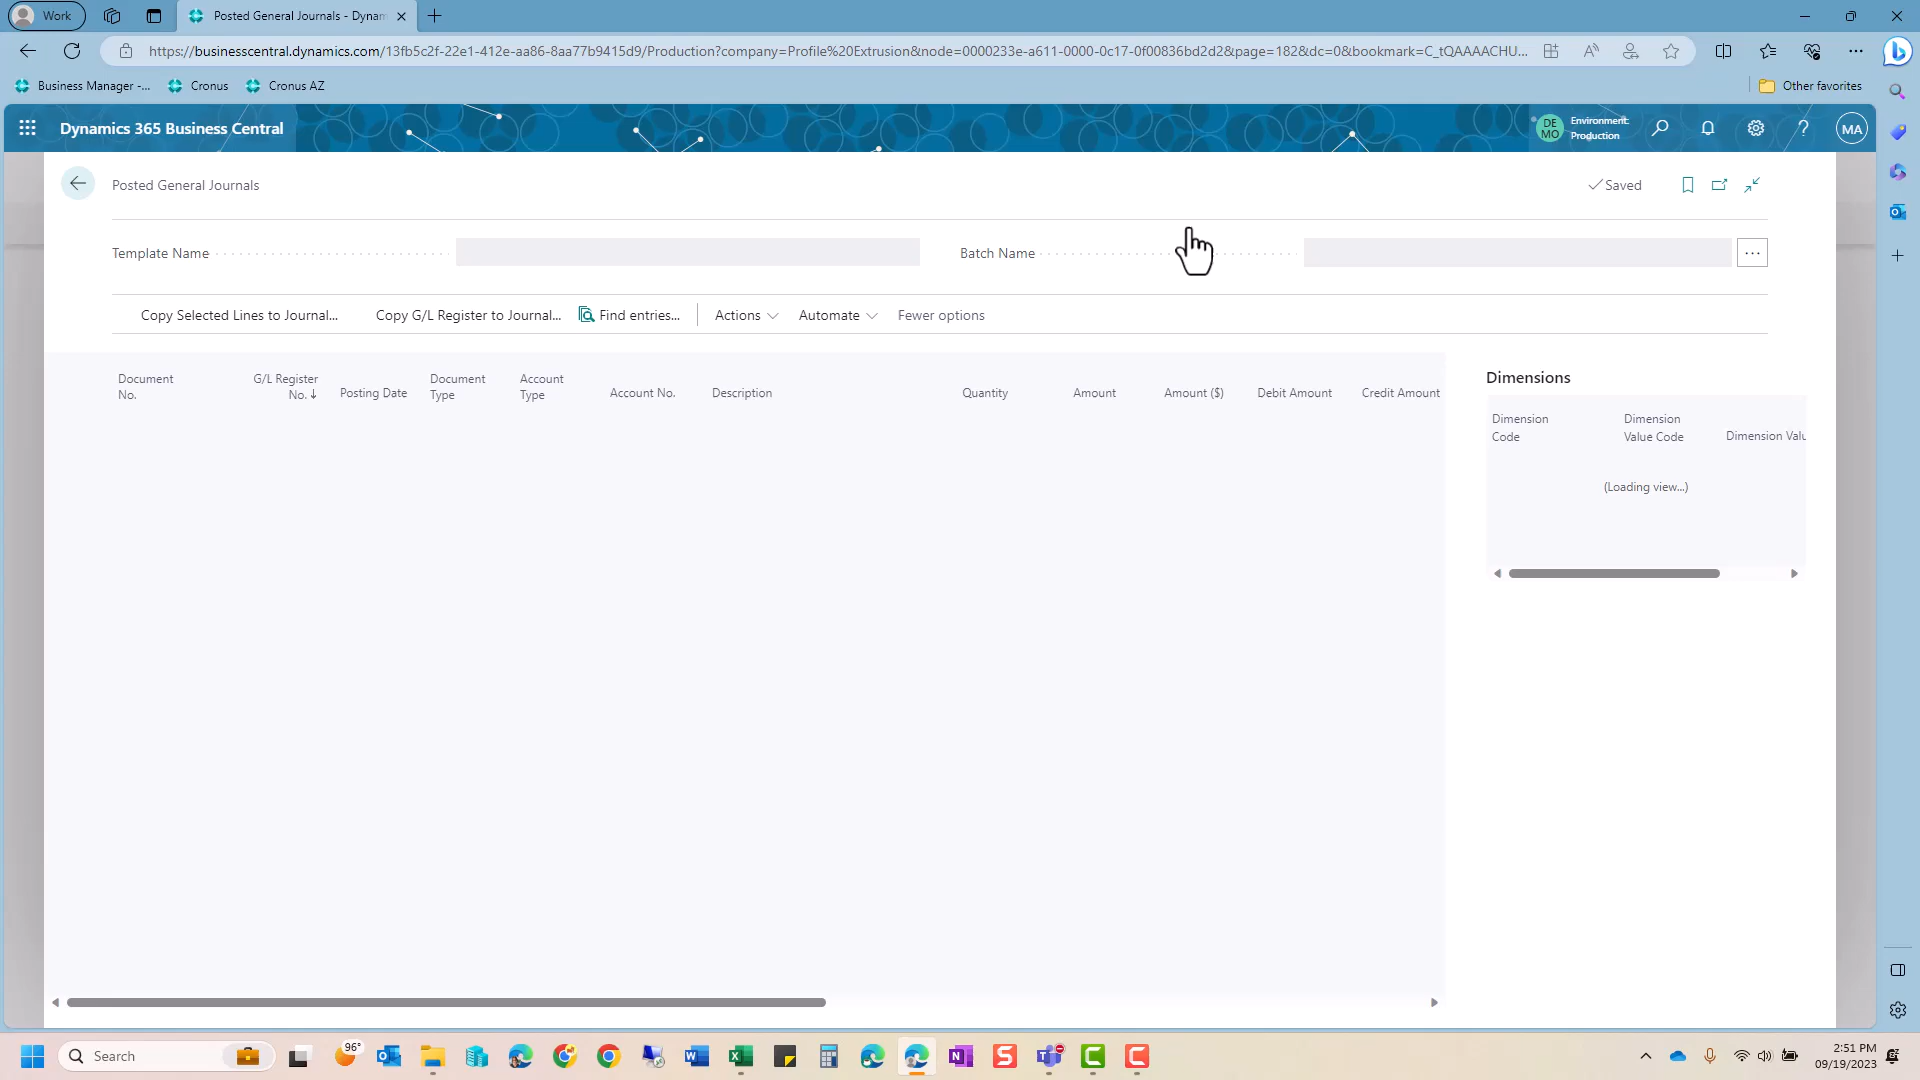 Work
Posted General Journals - Dynam
https://businesscentral.dynamics.com/13fb5c2f-22e1-412e-aa86-8aa77b9415d9/Production?company=Profile%20Extrusion&node=0000233e-a611-0000-0c17-0f00836bd2d2&page=182&dc=0&bookmark=C_tQAAAACHU...
Business Manager -...
Cronus
Cronus AZ
Other favorites
Dynamics 365 Business Central
DE MO
Environment:
Production
MA
Posted General Journals
Saved
Template Name
Batch Name
Copy Selected Lines to Journal...
Copy G/L Register to Journal...
Find entries...
Actions
Automate
Fewer options
Document No.
G/L Register No.↓
Posting Date
Document Type
Account Type
Account No.
Description
Quantity
Amount
Amount ($)
Debit Amount
Credit Amount
Dimensions
Dimension Code
Dimension Value Code
Dimension Valu
(Loading view...)
Search
96°
2:51 PM
09/19/2023